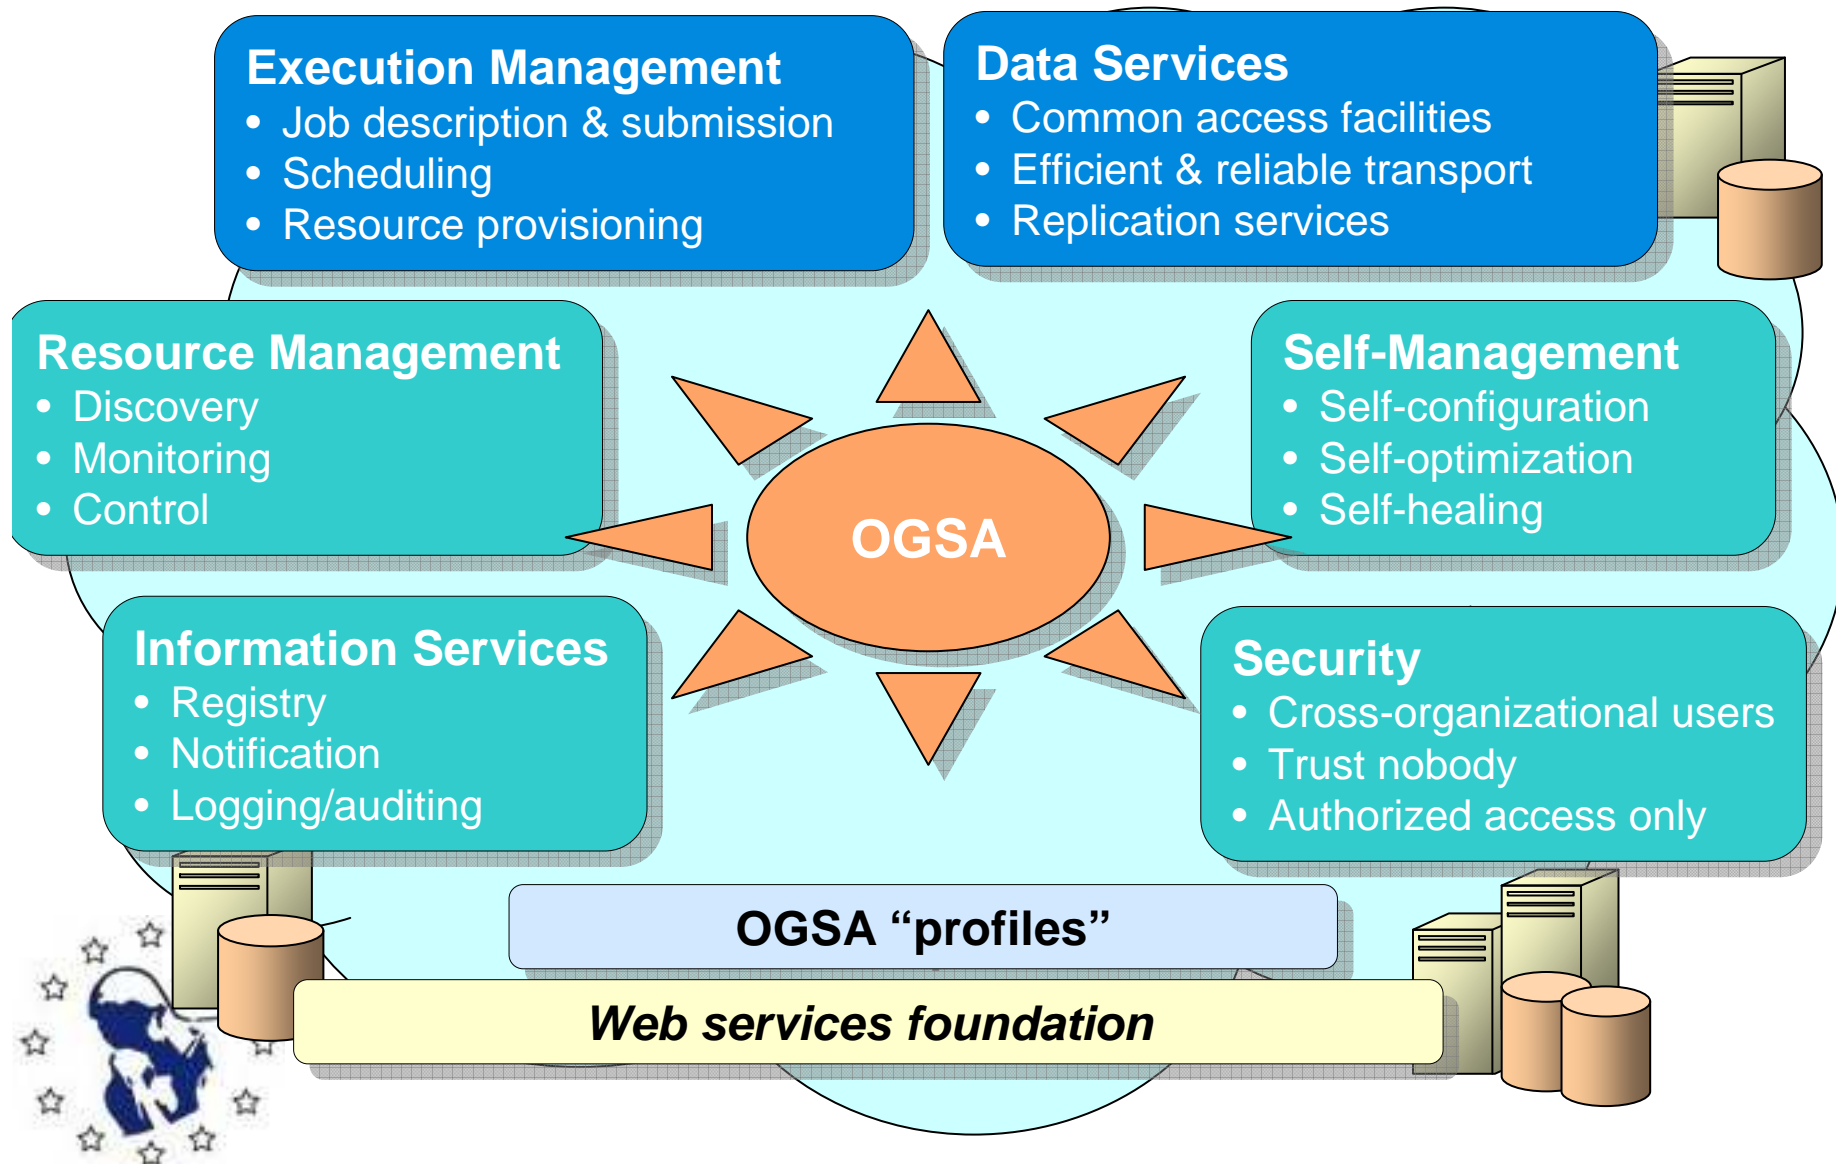 Execution Management
• Job description & submission
• Scheduling
• Resource provisioning
Data Services
• Common access facilities
• Efficient & reliable transport
• Replication services
Resource Management
• Discovery
• Monitoring
• Control
OGSA
Self-Management
• Self-configuration
• Self-optimization
• Self-healing
Information Services
• Registry
• Notification
• Logging/auditing
Security
• Cross-organizational users
• Trust nobody
• Authorized access only
OGSA “profiles”
Web services foundation